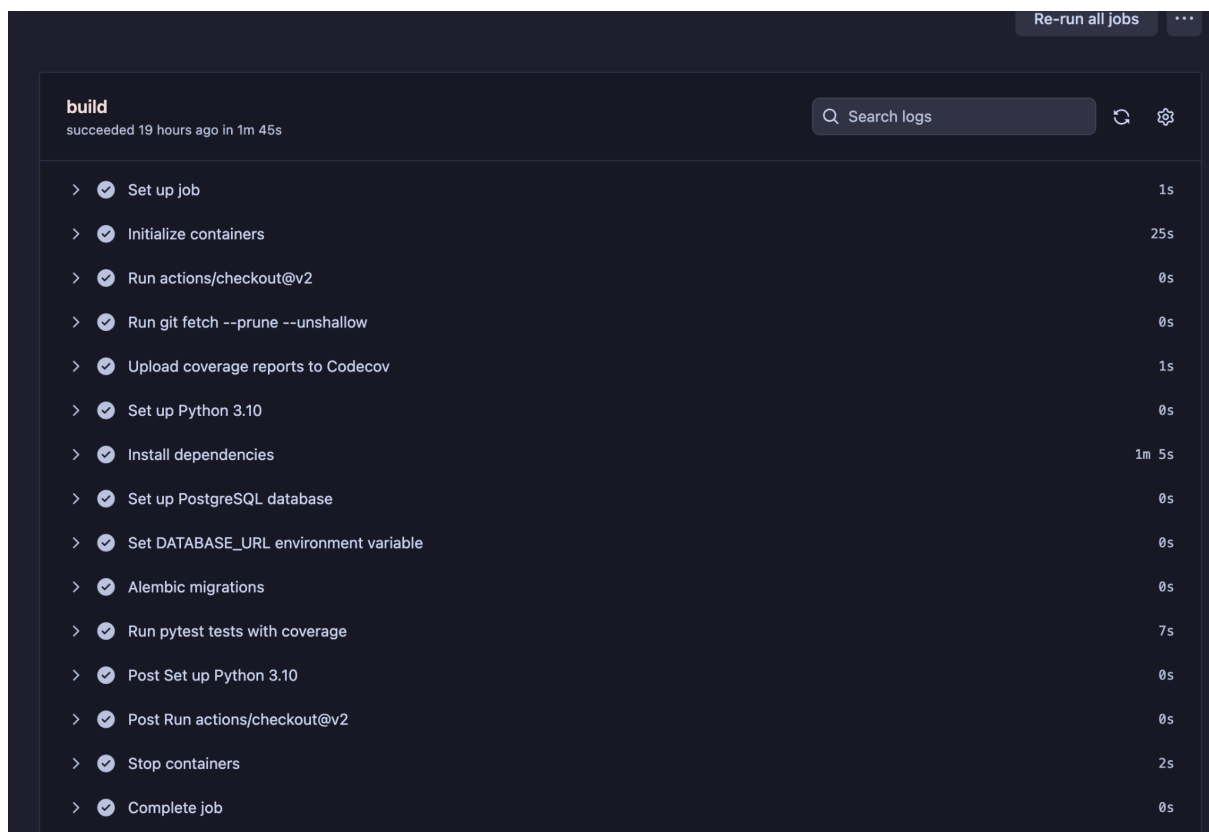 Re-run all jobs ...
build
succeeded 19 hours ago in 1m 45s
Search logs
Set up job 1s
Initialize containers 25s
Run actions/checkout@v2 0s
Run git fetch --prune --unshallow 0s
Upload coverage reports to Codecov 1s
Set up Python 3.10 0s
Install dependencies 1m 5s
Set up PostgreSQL database 0s
Set DATABASE_URL environment variable 0s
Alembic migrations 0s
Run pytest tests with coverage 7s
Post Set up Python 3.10 0s
Post Run actions/checkout@v2 0s
Stop containers 2s
Complete job 0s